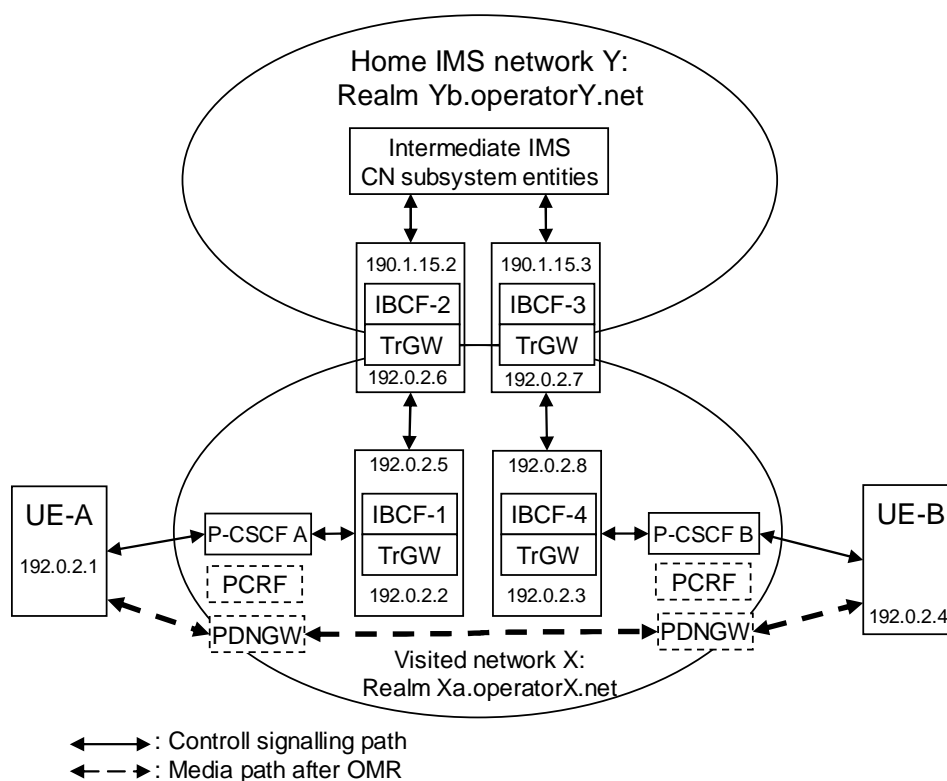 Home IMS network Y:
Realm Yb.operatorY.net
Intermediate IMS
CN subsystem entities
190.1.15.2
IBCF-2
TrGW
192.0.2.6
190.1.15.3
IBCF-3
TrGW
192.0.2.7
UE-A
192.0.2.1
P-CSCF A
PCRF
PDNGW
192.0.2.5
IBCF-1
TrGW
192.0.2.2
192.0.2.8
IBCF-4
TrGW
192.0.2.3
P-CSCF B
PCRF
PDNGW
UE-B
192.0.2.4
Visited network X:
Realm Xa.operatorX.net
: Controll signalling path
: Media path after OMR